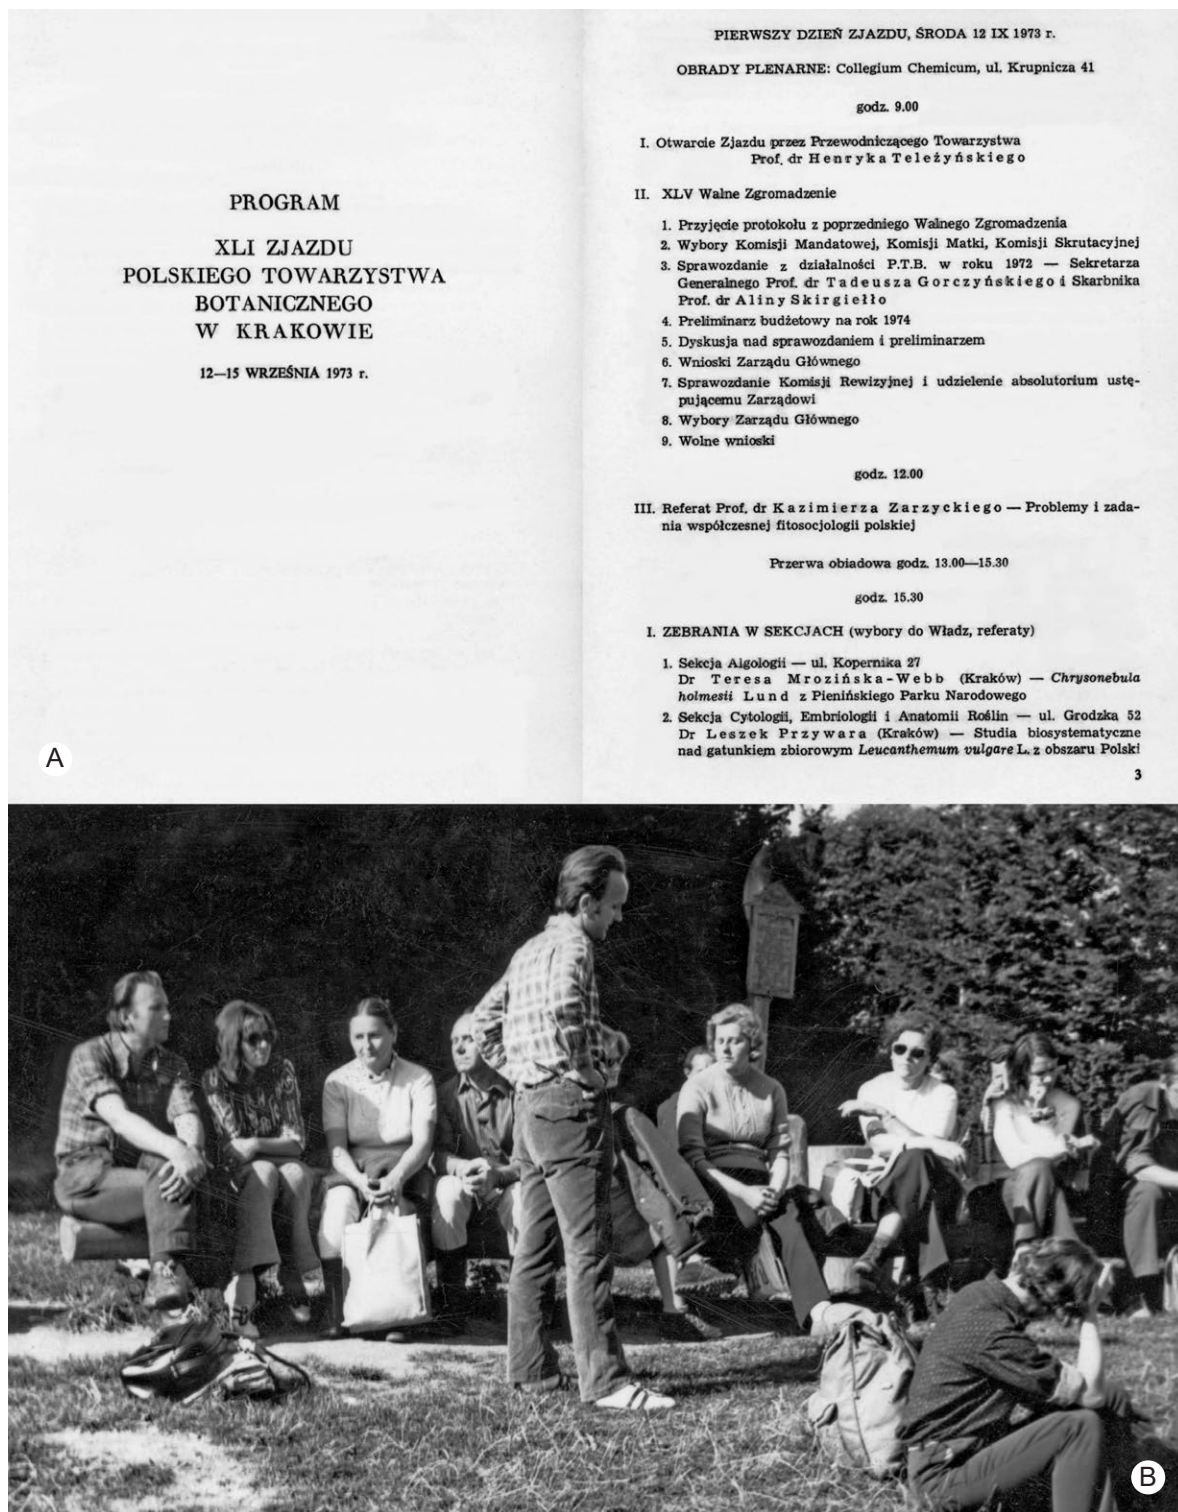 PROGRAM
XLI ZJAZDU
POLSKIEGO TOWARZYSTWA
BOTANICZNEGO
W KRAKOWIE
12—15 WRZEŚNIA 1973 r.
A
PIERWSZY DZIEŃ ZJAZDU, ŚRODA 12 IX 1973 r.
OBRADY PLENARNE: Collegium Chemicum, ul. Krupnicza 41
godz. 9.00
I. Otwarcie Zjazdu przez Przewodniczącego Towarzystwa
Prof. dr Henryka Teleżyńskiego
II. XLV Walne Zgromadzenie
1. Przyjęcie protokołu z poprzedniego Walnego Zgromadzenia
2. Wybory Komisji Mandatowej, Komisji Matki, Komisji Skrutacyjnej
3. Sprawozdanie z działalności P.T.B. w roku 1972 — Sekretarza
Generalnego Prof. dr Tadeusza Gorczyńskiego i Skarbnika
Prof. dr Aliny Skirgiełło
4. Preliminarz budżetowy na rok 1974
5. Dyskusja nad sprawozdaniem i preliminarzem
6. Wnioski Zarządu Głównego
7. Sprawozdanie Komisji Rewizyjnej i udzielenie absolutorium ustę-
pującemu Zarządowi
8. Wybory Zarządu Głównego
9. Wolne wnioski
godz. 12.00
III. Referat Prof. dr Kazimierza Zarzyckiego — Problemy i zada-
nia współczesnej fitosocjologii polskiej
Przerwa obiadowa godz. 13.00—15.30
godz. 15.30
I. ZEBRANIA W SEKCJACH (wybory do Władz, referaty)
1. Sekcja Algologii — ul. Kopernika 27
Dr Teresa Mrozińska-Webb (Kraków) — Chrysonebula
holmesii Lund z Pienińskiego Parku Narodowego
2. Sekcja Cytologii, Embriologii i Anatomii Roślin — ul. Grodzka 52
Dr Leszek Przywara (Kraków) — Studia biosystematyczne
nad gatunkiem zbiorowym Leucanthemum vulgare L. z obszaru Polski
3
B